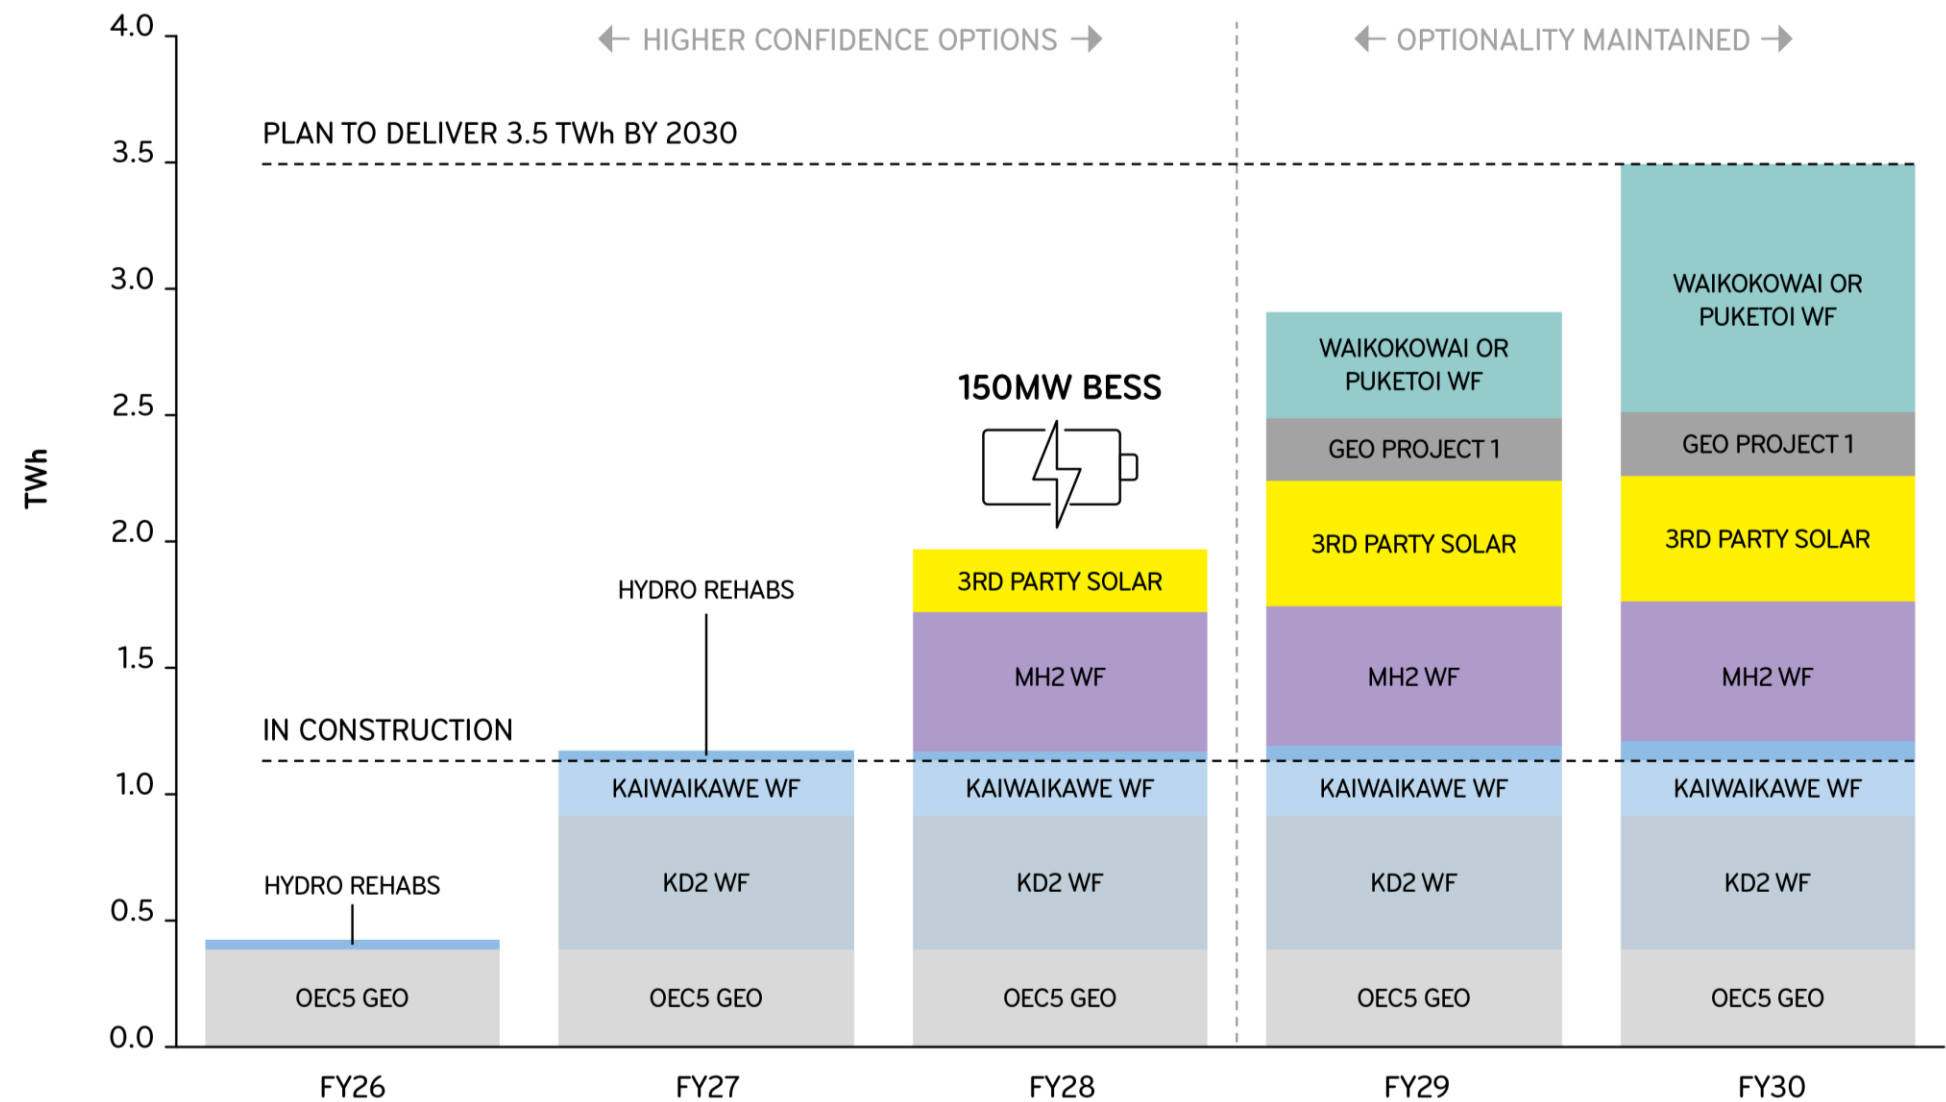 4.0
HIGHER CONFIDENCE OPTIONS
OPTIONALITY MAINTAINED
PLAN TO DELIVER 3.5 TWh BY 2030
3.5
3.0
WAIKOKOWAI OR
PUKETOI WF
WAIKOKOWAI OR
PUKETOI WF
150MW BESS
2.5
GEO PROJECT 1
GEO PROJECT 1
TWh
2.0
3RD PARTY SOLAR
3RD PARTY SOLAR
3RD PARTY SOLAR
HYDRO REHABS
1.5
MH2 WF
MH2 WF
MH2 WF
IN CONSTRUCTION
1.0
KAIWAIKAWE WF
KAIWAIKAWE WF
KAIWAIKAWE WF
KAIWAIKAWE WF
0.5
HYDRO REHABS
KD2 WF
KD2 WF
KD2 WF
KD2 WF
OEC5 GEO
OEC5 GEO
OEC5 GEO
OEC5 GEO
OEC5 GEO
0.0
FY26
FY27
FY28
FY29
FY30